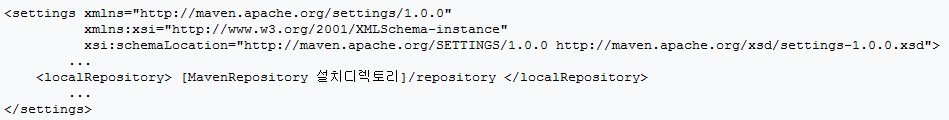 <settings xmlns="http://maven.apache.org/settings/1.0.0"
xmlns:xsi="http://www.w3.org/2001/XMLSchema-instance"
xsi:schemaLocation="http://maven.apache.org/SETTINGS/1.0.0 http://maven.apache.org/xsd/settings-1.0.0.xsd">
...
<localRepository> [MavenRepository 설치디렉토리]/repository </localRepository>
...
</settings>